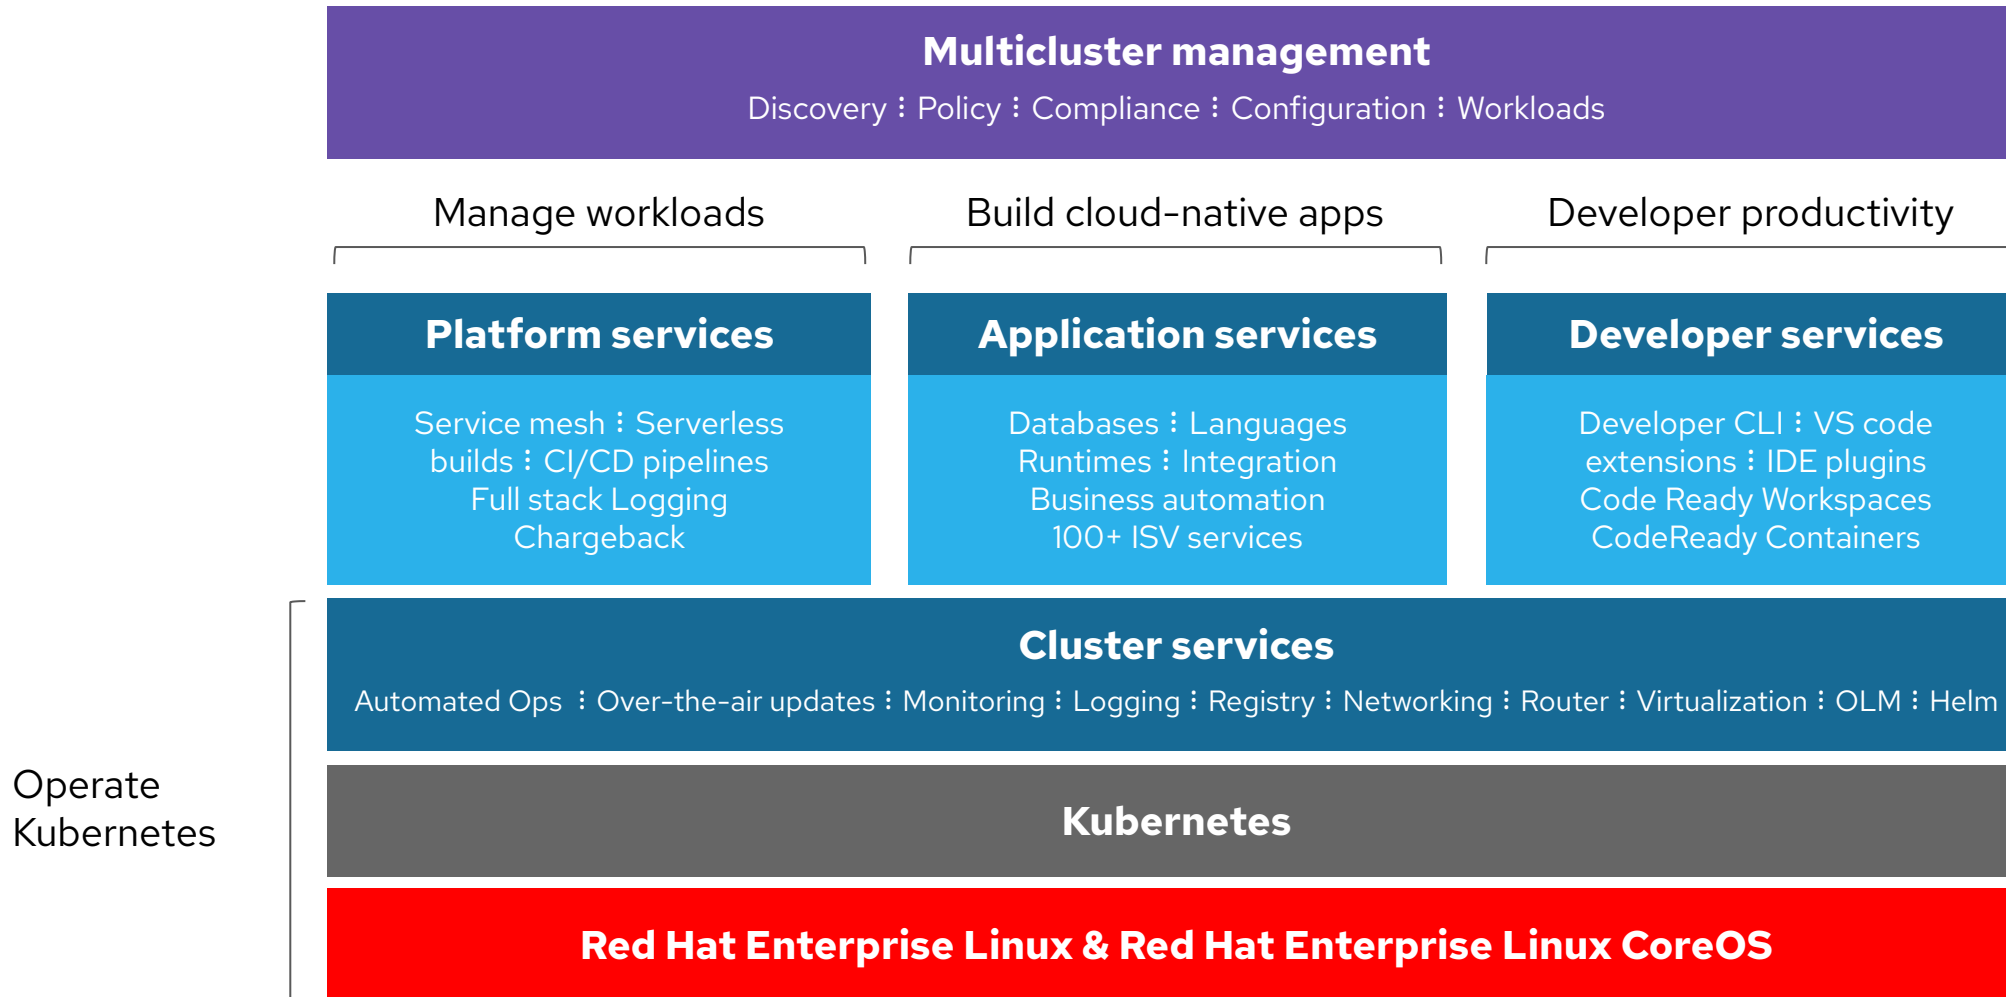 Multicluster management
Discovery ⋮ Policy ⋮ Compliance ⋮ Configuration ⋮ Workloads
Manage workloads
Build cloud-native apps
Developer productivity
Platform services
Service mesh ⋮ Serverless
builds ⋮ CI/CD pipelines
Full stack Logging
Chargeback
Application services
Databases ⋮ Languages
Runtimes ⋮ Integration
Business automation
100+ ISV services
Developer services
Developer CLI ⋮ VS code
extensions ⋮ IDE plugins
Code Ready Workspaces
CodeReady Containers
Operate
Kubernetes
Cluster services
Automated Ops ⋮ Over-the-air updates ⋮ Monitoring ⋮ Logging ⋮ Registry ⋮ Networking ⋮ Router ⋮ Virtualization ⋮ OLM ⋮ Helm
Kubernetes
Red Hat Enterprise Linux & Red Hat Enterprise Linux CoreOS